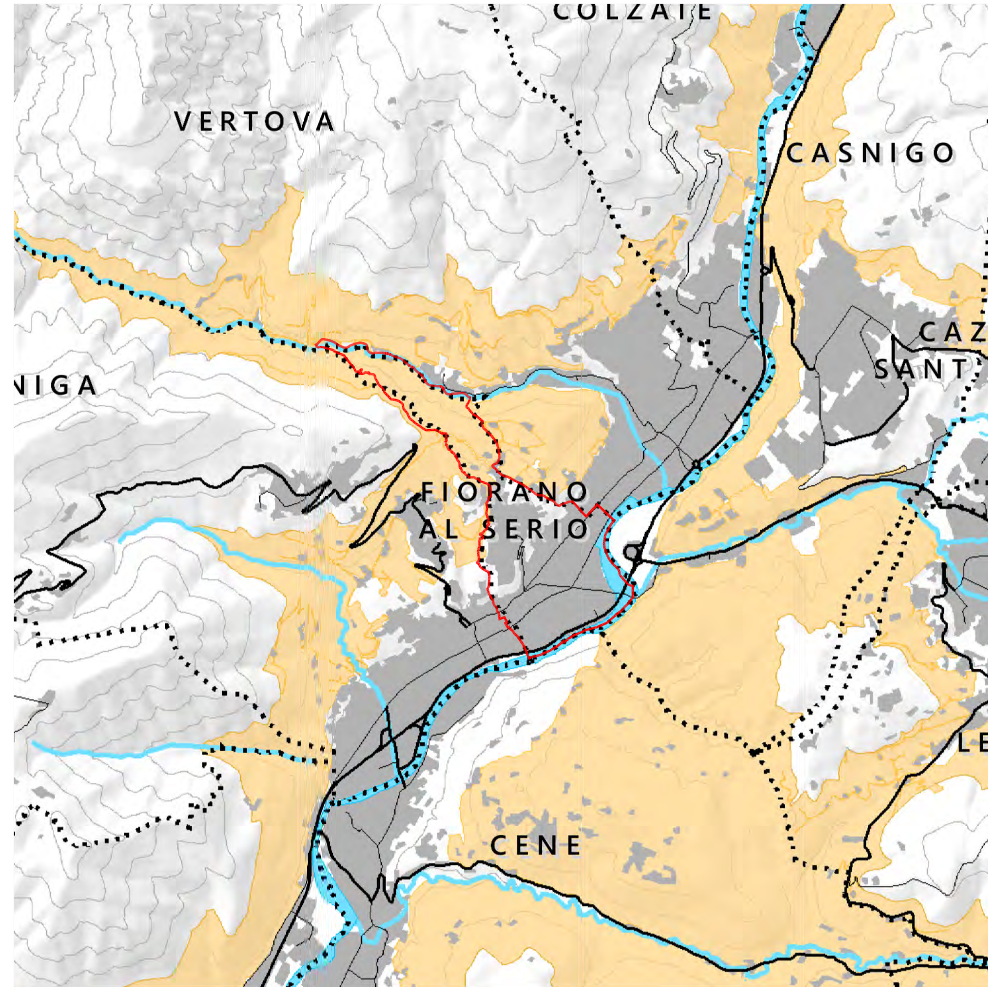 COLZATE
VERTOVA
CASNIGO
CAZ
SANT
NIGA
FIORANO
AL SERIO
LE
CENE